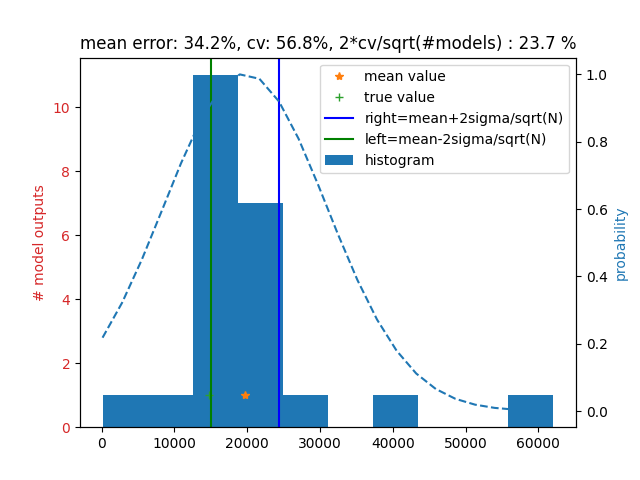 mean error: 34.2%, cv: 56.8%, 2*cv/sqrt(#models) : 23.7 %
mean value
true value
right=mean+2sigma/sqrt(N)
left=mean-2sigma/sqrt(N)
histogram
# model outputs
10
8
6
4
2
0
1.0
0.8
0.6
0.4
0.2
0.0
probability
0 10000 20000 30000 40000 50000 60000